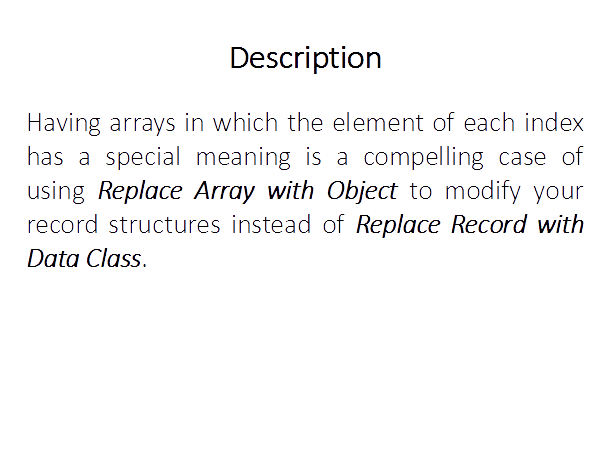 Description
Having arrays in which the element of each index
has a special meaning is a compelling case of
using Replace Array with Object to modify your
record structures instead of Replace Record with
Data Class.